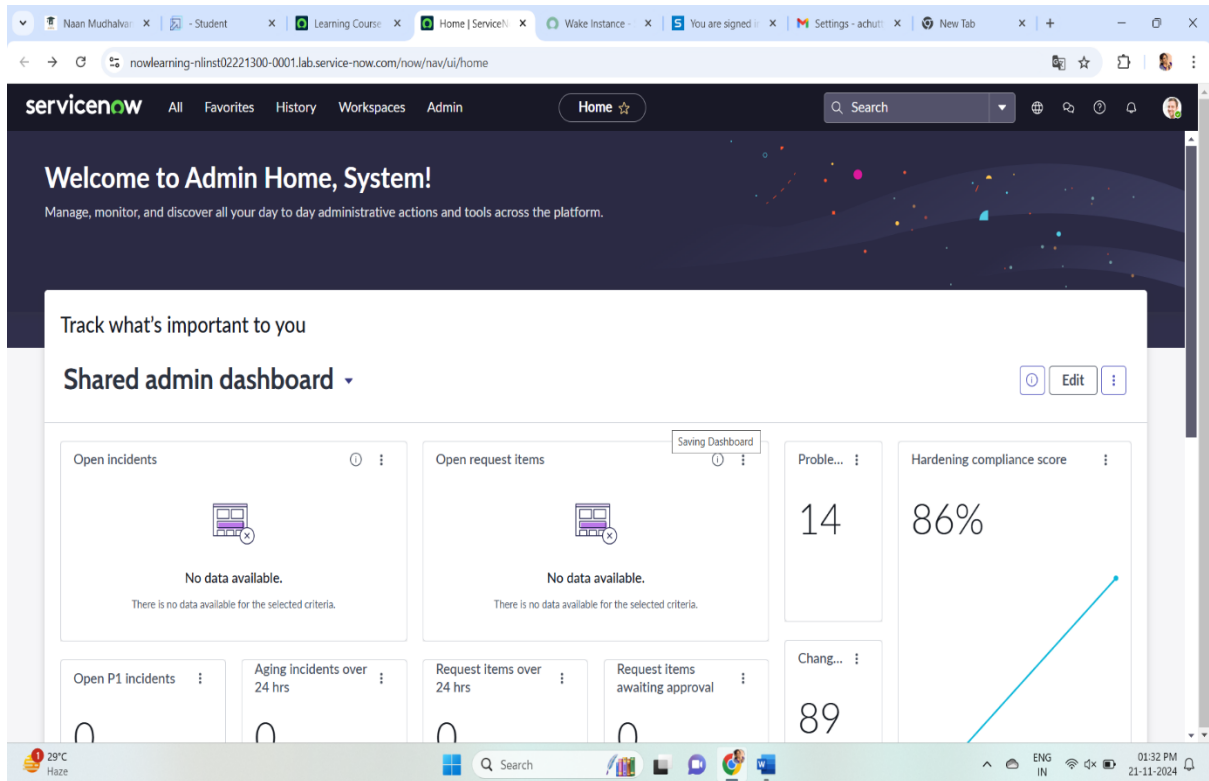 Naan Mudhalvar
- Student
Learning Course
Home | ServiceN
Wake Instance -
You are signed i
Settings - achutt
New Tab
nowlearning-nlinst02221300-0001.lab.service-now.com/now/nav/ui/home
servicenow All Favorites History Workspaces Admin Home Search
Welcome to Admin Home, System!
Manage, monitor, and discover all your day to day administrative actions and tools across the platform.
Track what's important to you
Shared admin dashboard
Edit
Saving Dashboard
Open incidents
No data available.
There is no data available for the selected criteria.
Open request items
No data available.
There is no data available for the selected criteria.
Proble...
14
Hardening compliance score
86%
Open P1 incidents
0
Aging incidents over
24 hrs
0
Request items over
24 hrs
0
Request items
awaiting approval
0
Chang...
89
1
29°C
Haze
Search
ENG
IN
01:32 PM
21-11-2024